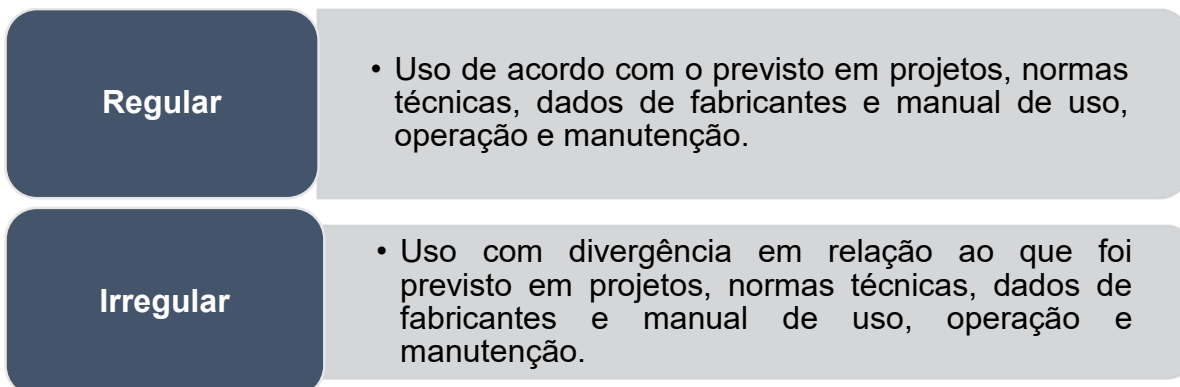 Regular
• Uso de acordo com o previsto em projetos, normas
técnicas, dados de fabricantes e manual de uso,
operação e manutenção.
Irregular
• Uso com divergência em relação ao que foi
previsto em projetos, normas técnicas, dados de
fabricantes e manual de uso, operação e
manutenção.